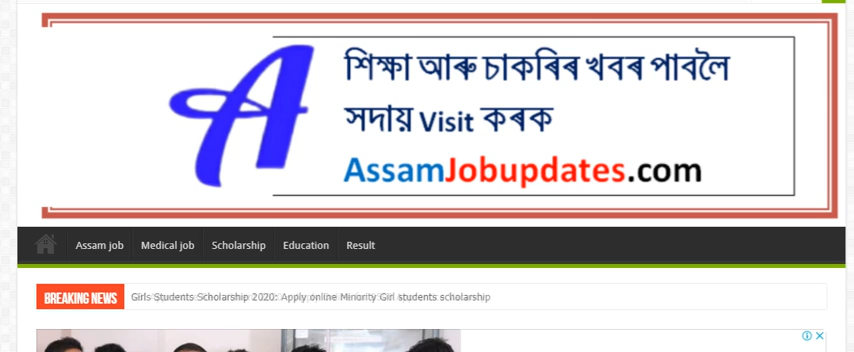 শিক্ষা আৰু চাকৰিৰ খবৰ পাবলৈ
সদায় Visit কৰক
AssamJobupdates.com
Assam job Medical job Scholarship Education Result
BREAKING NEWS Girls Students Scholarship 2020: Apply online Minority Girl students scholarship